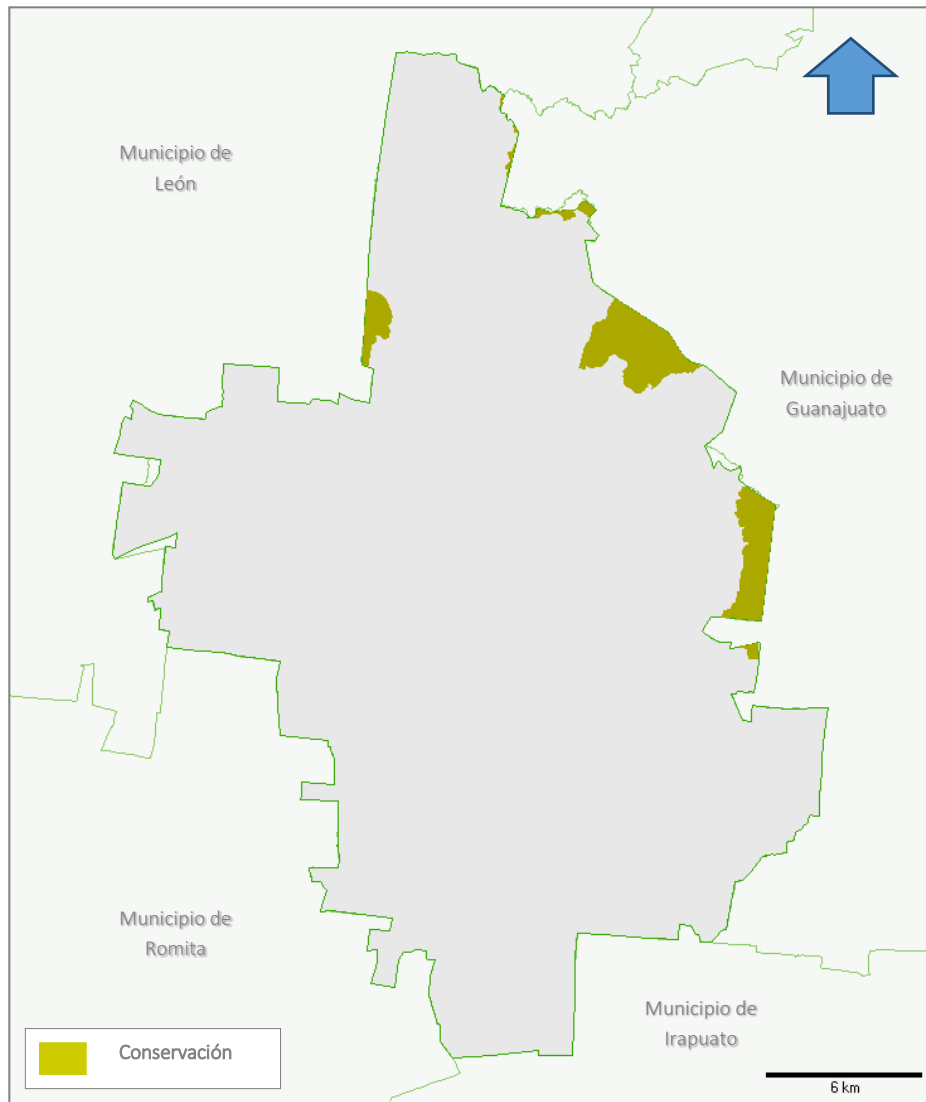 Municipio de
León
Municipio de
Guanajuato
Municipio de
Romita
Municipio de
Irapuato
Conservación
6 km